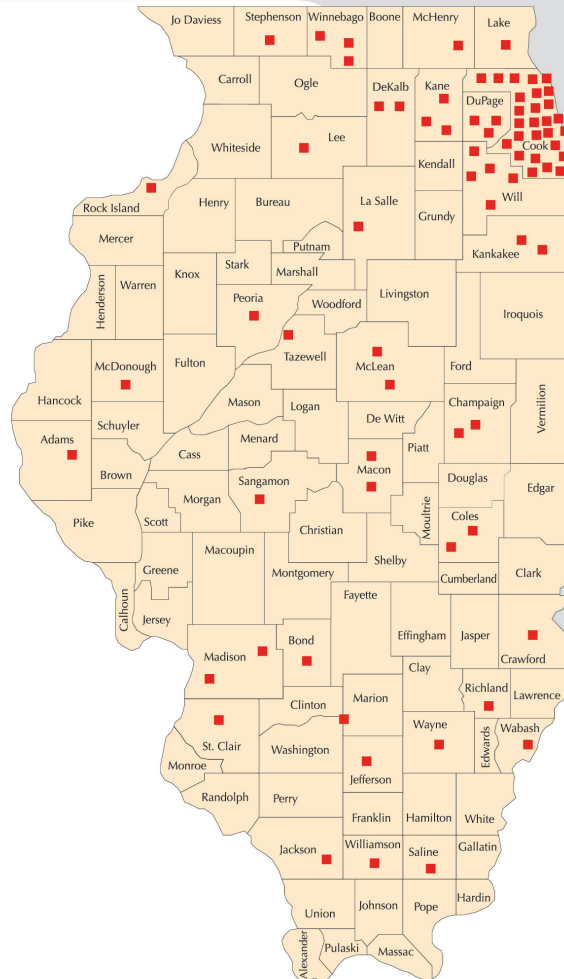 Jo Daviess
Stephenson
Winnebago
Boone
McHenry
Lake
Carroll
Ogle
DeKalb
Kane
DuPage
Cook
Whiteside
Lee
Kendall
Will
Rock Island
Henry
Bureau
La Salle
Grundy
Kankakee
Mercer
Putnam
Stark
Marshall
Knox
Henderson
Warren
Peoria
Woodford
Livingston
Iroquois
Tazewell
McLean
Ford
Fulton
McDonough
Hancock
Mason
Logan
De Witt
Champaign
Vermilion
Schuyler
Adams
Cass
Menard
Piatt
Brown
Macon
Douglas
Sangamon
Edgar
Morgan
Moultrie
Coles
Pike
Scott
Christian
Macoupin
Shelby
Greene
Montgomery
Cumberland
Clark
Calhoun
Fayette
Jersey
Effingham
Jasper
Bond
Madison
Crawford
Clay
Richland
Lawrence
Clinton
Marion
Wayne
Edwards
Wabash
St. Clair
Washington
Monroe
Jefferson
Randolph
Perry
Franklin
Hamilton
White
Jackson
Williamson
Saline
Gallatin
Hardin
Union
Johnson
Pope
Alexander
Pulaski
Massac